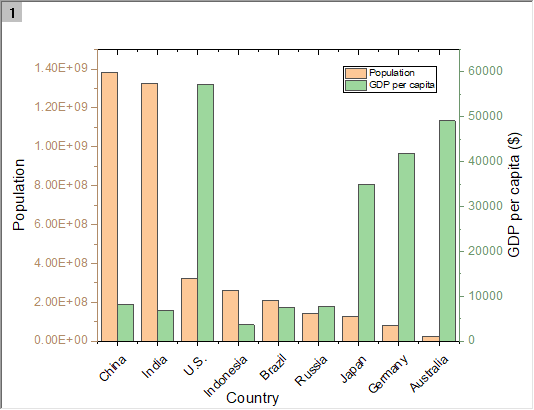 1
Population
GDP per capita
1.40E+09
1.20E+09
1.00E+09
8.00E+08
6.00E+08
4.00E+08
2.00E+08
0.00E+00
Population
60000
50000
40000
30000
20000
10000
0
GDP per capita ($)
China
India
U.S.
Indonesia
Brazil
Russia
Japan
Germany
Australia
Country